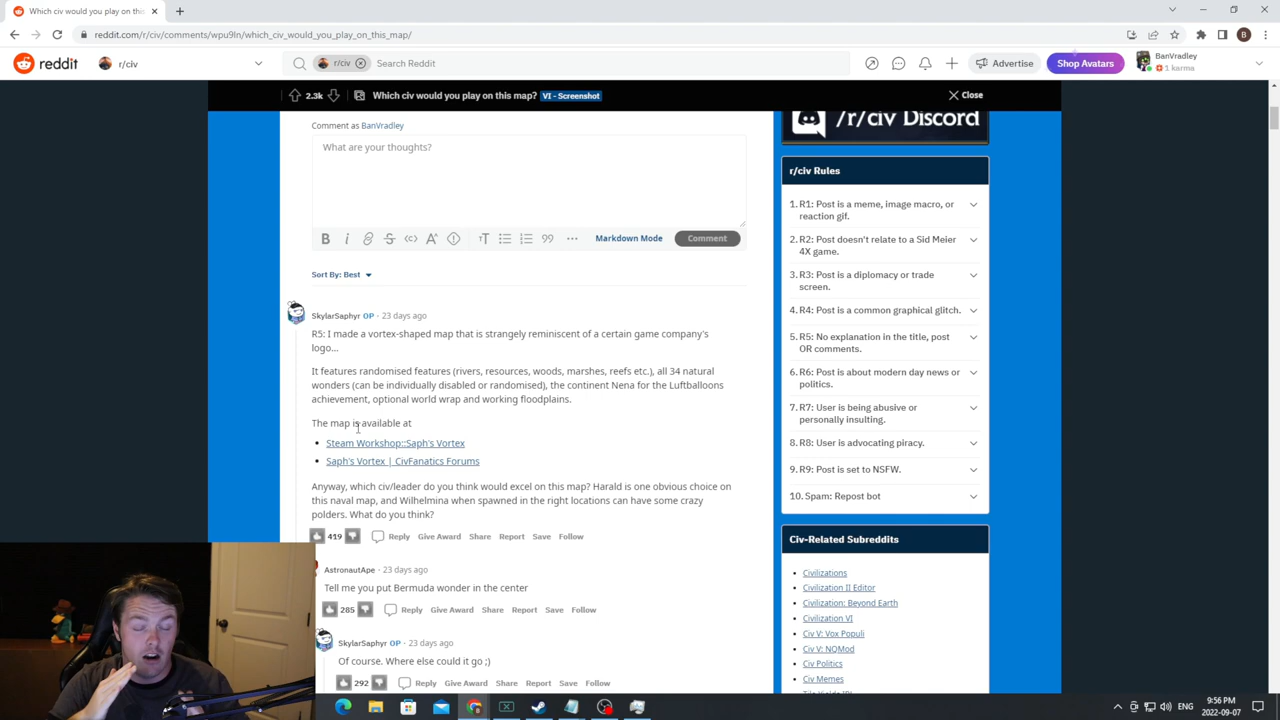 Which civ would you play on this
reddit.com/r/civ/comments/wpu9ln/which_civ_would_you_play_on_this_map/
B
reddit
r/civ
r/civ
Search Reddit
Advertise
Shop Avatars
BanVradley
1 karma
2.3k
Which civ would you play on this map?
VI - Screenshot
Close
Comment as BanVradley
What are your thoughts?
Markdown Mode
Comment
Sort By: Best
SkylarSaphyr OP · 23 days ago
R5: I made a vortex-shaped map that is strangely reminiscent of a certain game company's
logo...
It features randomised features (rivers, resources, woods, marshes, reefs etc.), all 34 natural
wonders (can be individually disabled or randomised), the continent Nena for the Luftballoons
achievement, optional world wrap and working floodplains.
The map is available at
• Steam Workshop::Saph's Vortex
• Saph's Vortex | CivFanatics Forums
Anyway, which civ/leader do you think would excel on this map? Harald is one obvious choice on
this naval map, and Wilhelmina when spawned in the right locations can have some crazy
polders. What do you think?
419 Reply Give Award Share Report Save Follow
AstronautApe · 23 days ago
Tell me you put Bermuda wonder in the center
285 Reply Give Award Share Report Save Follow
SkylarSaphyr OP · 23 days ago
Of course. Where else could it go ;)
292 Reply Give Award Share Report Save Follow
/r/civ Discord
r/civ Rules
1. R1: Post is a meme, image macro, or
reaction gif.
2. R2: Post doesn't relate to a Sid Meier
4X game.
3. R3: Post is a diplomacy or trade
screen.
4. R4: Post is a common graphical glitch.
5. R5: No explanation in the title, post
OR comments.
6. R6: Post is about modern day news or
politics.
7. R7: User is being abusive or
personally insulting.
8. R8: User is advocating piracy.
9. R9: Post is set to NSFW.
10. Spam: Repost bot
Civ-Related Subreddits
• Civilizations
• Civilization II Editor
• Civilization: Beyond Earth
• Civilization VI
• Civ V: Vox Populi
• Civ V: NQMod
• Civ Politics
• Civ Memes
ENG
9:56 PM
2022-09-07